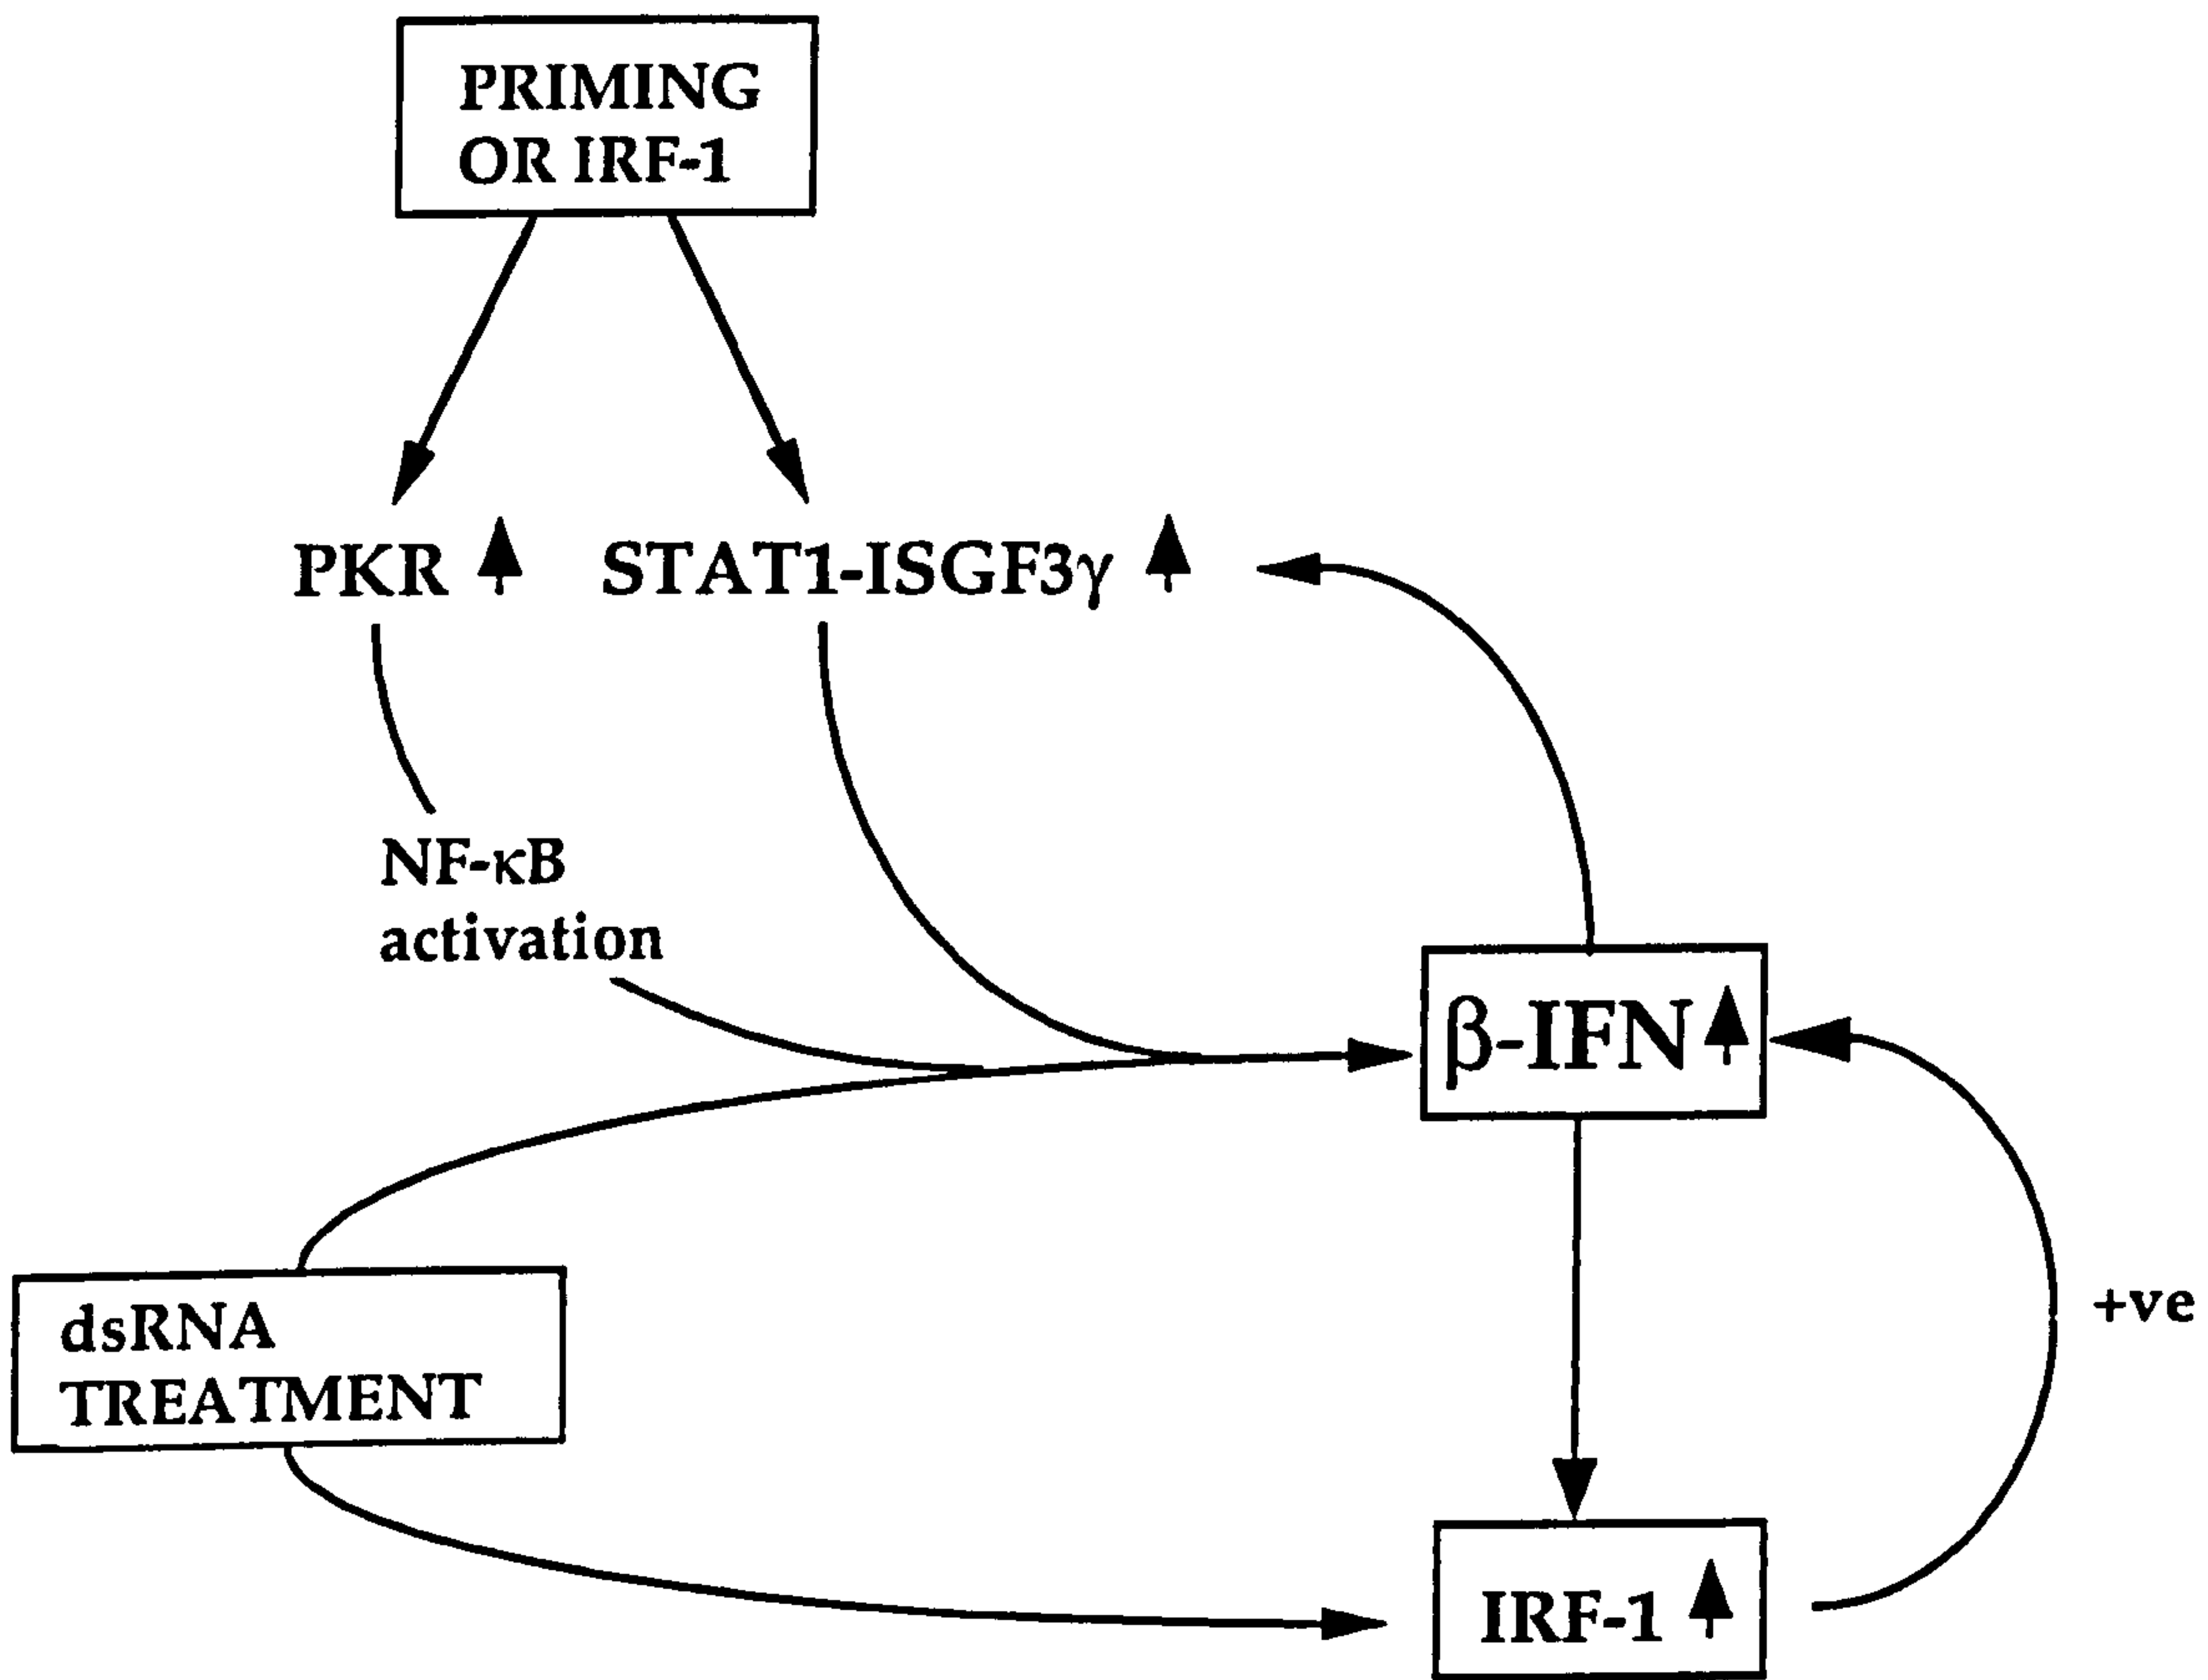 PRIMING
OR IRF-1
PKR
STAT1-ISGF3γ
NF-κB
activation
β-IFN
dsRNA
TREATMENT
+ve
IRF-1